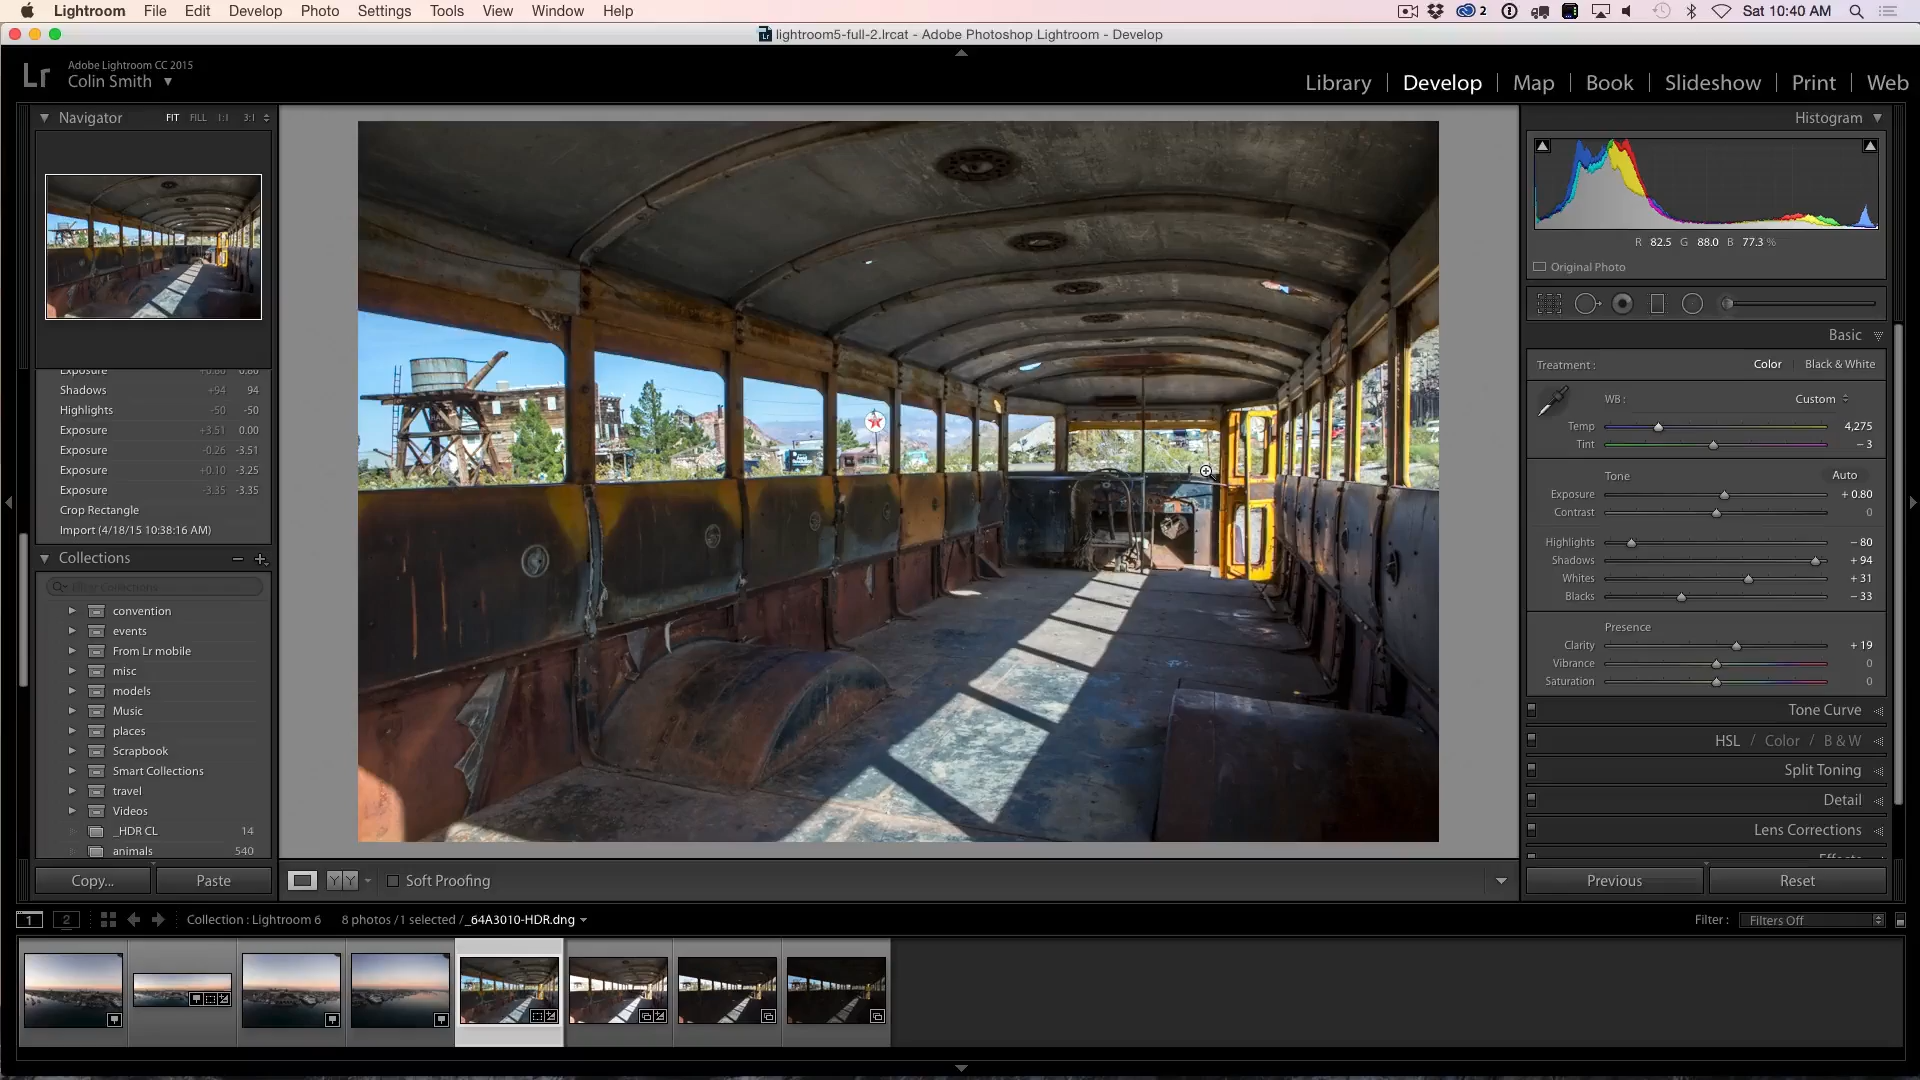 Lightroom File Edit Develop Photo Settings Tools View Window Help 2 Sat 10:40 AM
lightroom5-full-2.lrcat - Adobe Photoshop Lightroom - Develop
Lr Adobe Lightroom CC 2015
Colin Smith
Library | Develop | Map | Book | Slideshow | Print | Web
Navigator FIT FILL 1:1 3:1
Shadows +94 94
Highlights -50 -50
Exposure +3.51 0.00
Exposure -0.26 -3.51
Exposure +0.10 -3.25
Exposure -3.35 -3.35
Crop Rectangle
Import (4/18/15 10:38:16 AM)
Collections
Filter Collections
convention
events
From Lr mobile
misc
models
Music
places
Scrapbook
Smart Collections
travel
Videos
_HDR CL 14
animals 540
Copy... Paste
Soft Proofing
Histogram
R 82.5 G 88.0 B 77.3 %
Original Photo
Basic
Treatment : Color Black & White
WB : Custom
Temp 4,275
Tint – 3
Tone Auto
Exposure + 0.80
Contrast 0
Highlights – 80
Shadows + 94
Whites + 31
Blacks – 33
Presence
Clarity + 19
Vibrance 0
Saturation 0
Tone Curve
HSL / Color / B & W
Split Toning
Detail
Lens Corrections
Previous Reset
1 2 Collection : Lightroom 6 8 photos / 1 selected / _64A3010-HDR.dng Filter : Filters Off